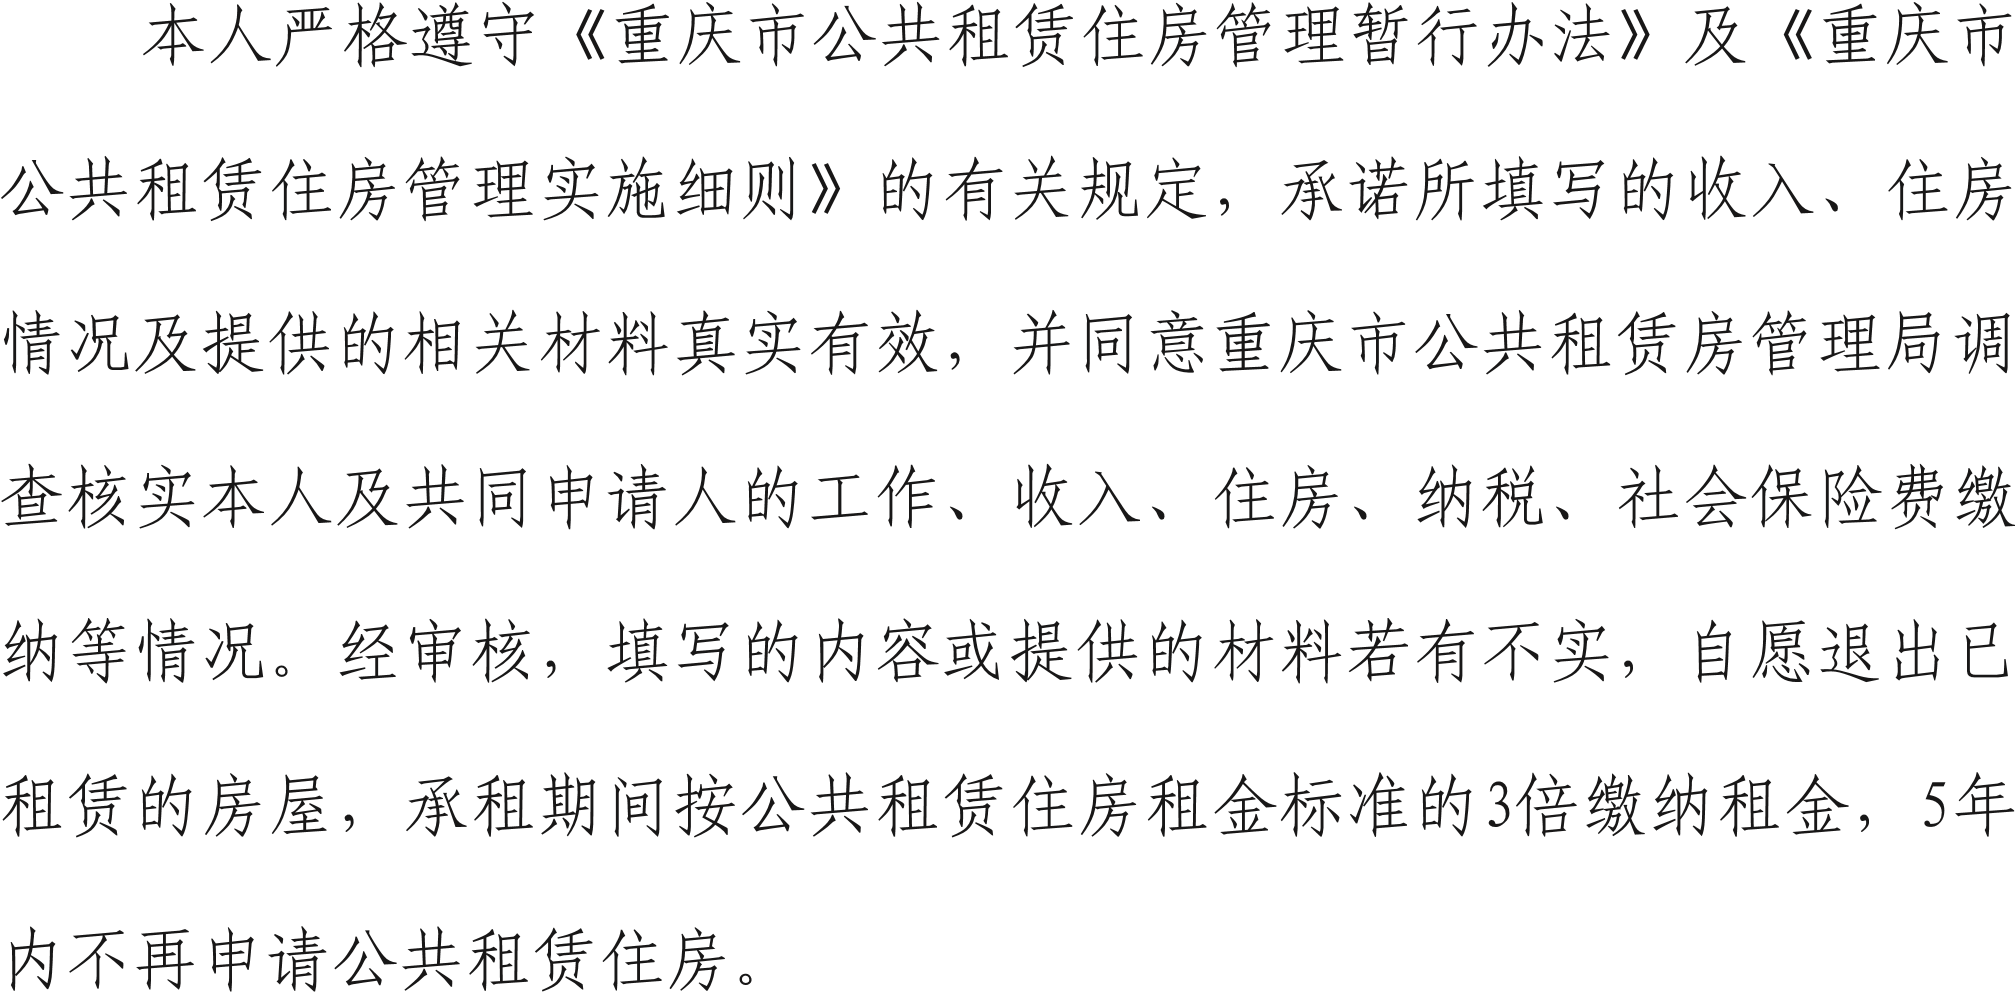 本人严格遵守《重庆市公共租赁住房管理暂行办法》及《重庆市
公共租赁住房管理实施细则》的有关规定，承诺所填写的收入、住房
情况及提供的相关材料真实有效，并同意重庆市公共租赁房管理局调
查核实本人及共同申请人的工作、收入、住房、纳税、社会保险费缴
纳等情况。经审核，填写的内容或提供的材料若有不实，自愿退出已
租赁的房屋，承租期间按公共租赁住房租金标准的3倍缴纳租金，5年
内不再申请公共租赁住房。